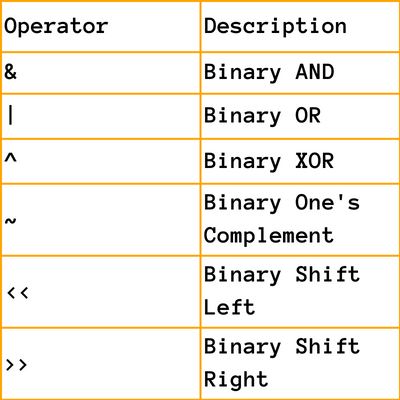 Operator Description
& Binary AND
| Binary OR
^ Binary XOR
~ Binary One's
Complement
<< Binary Shift
Left
>> Binary Shift
Right